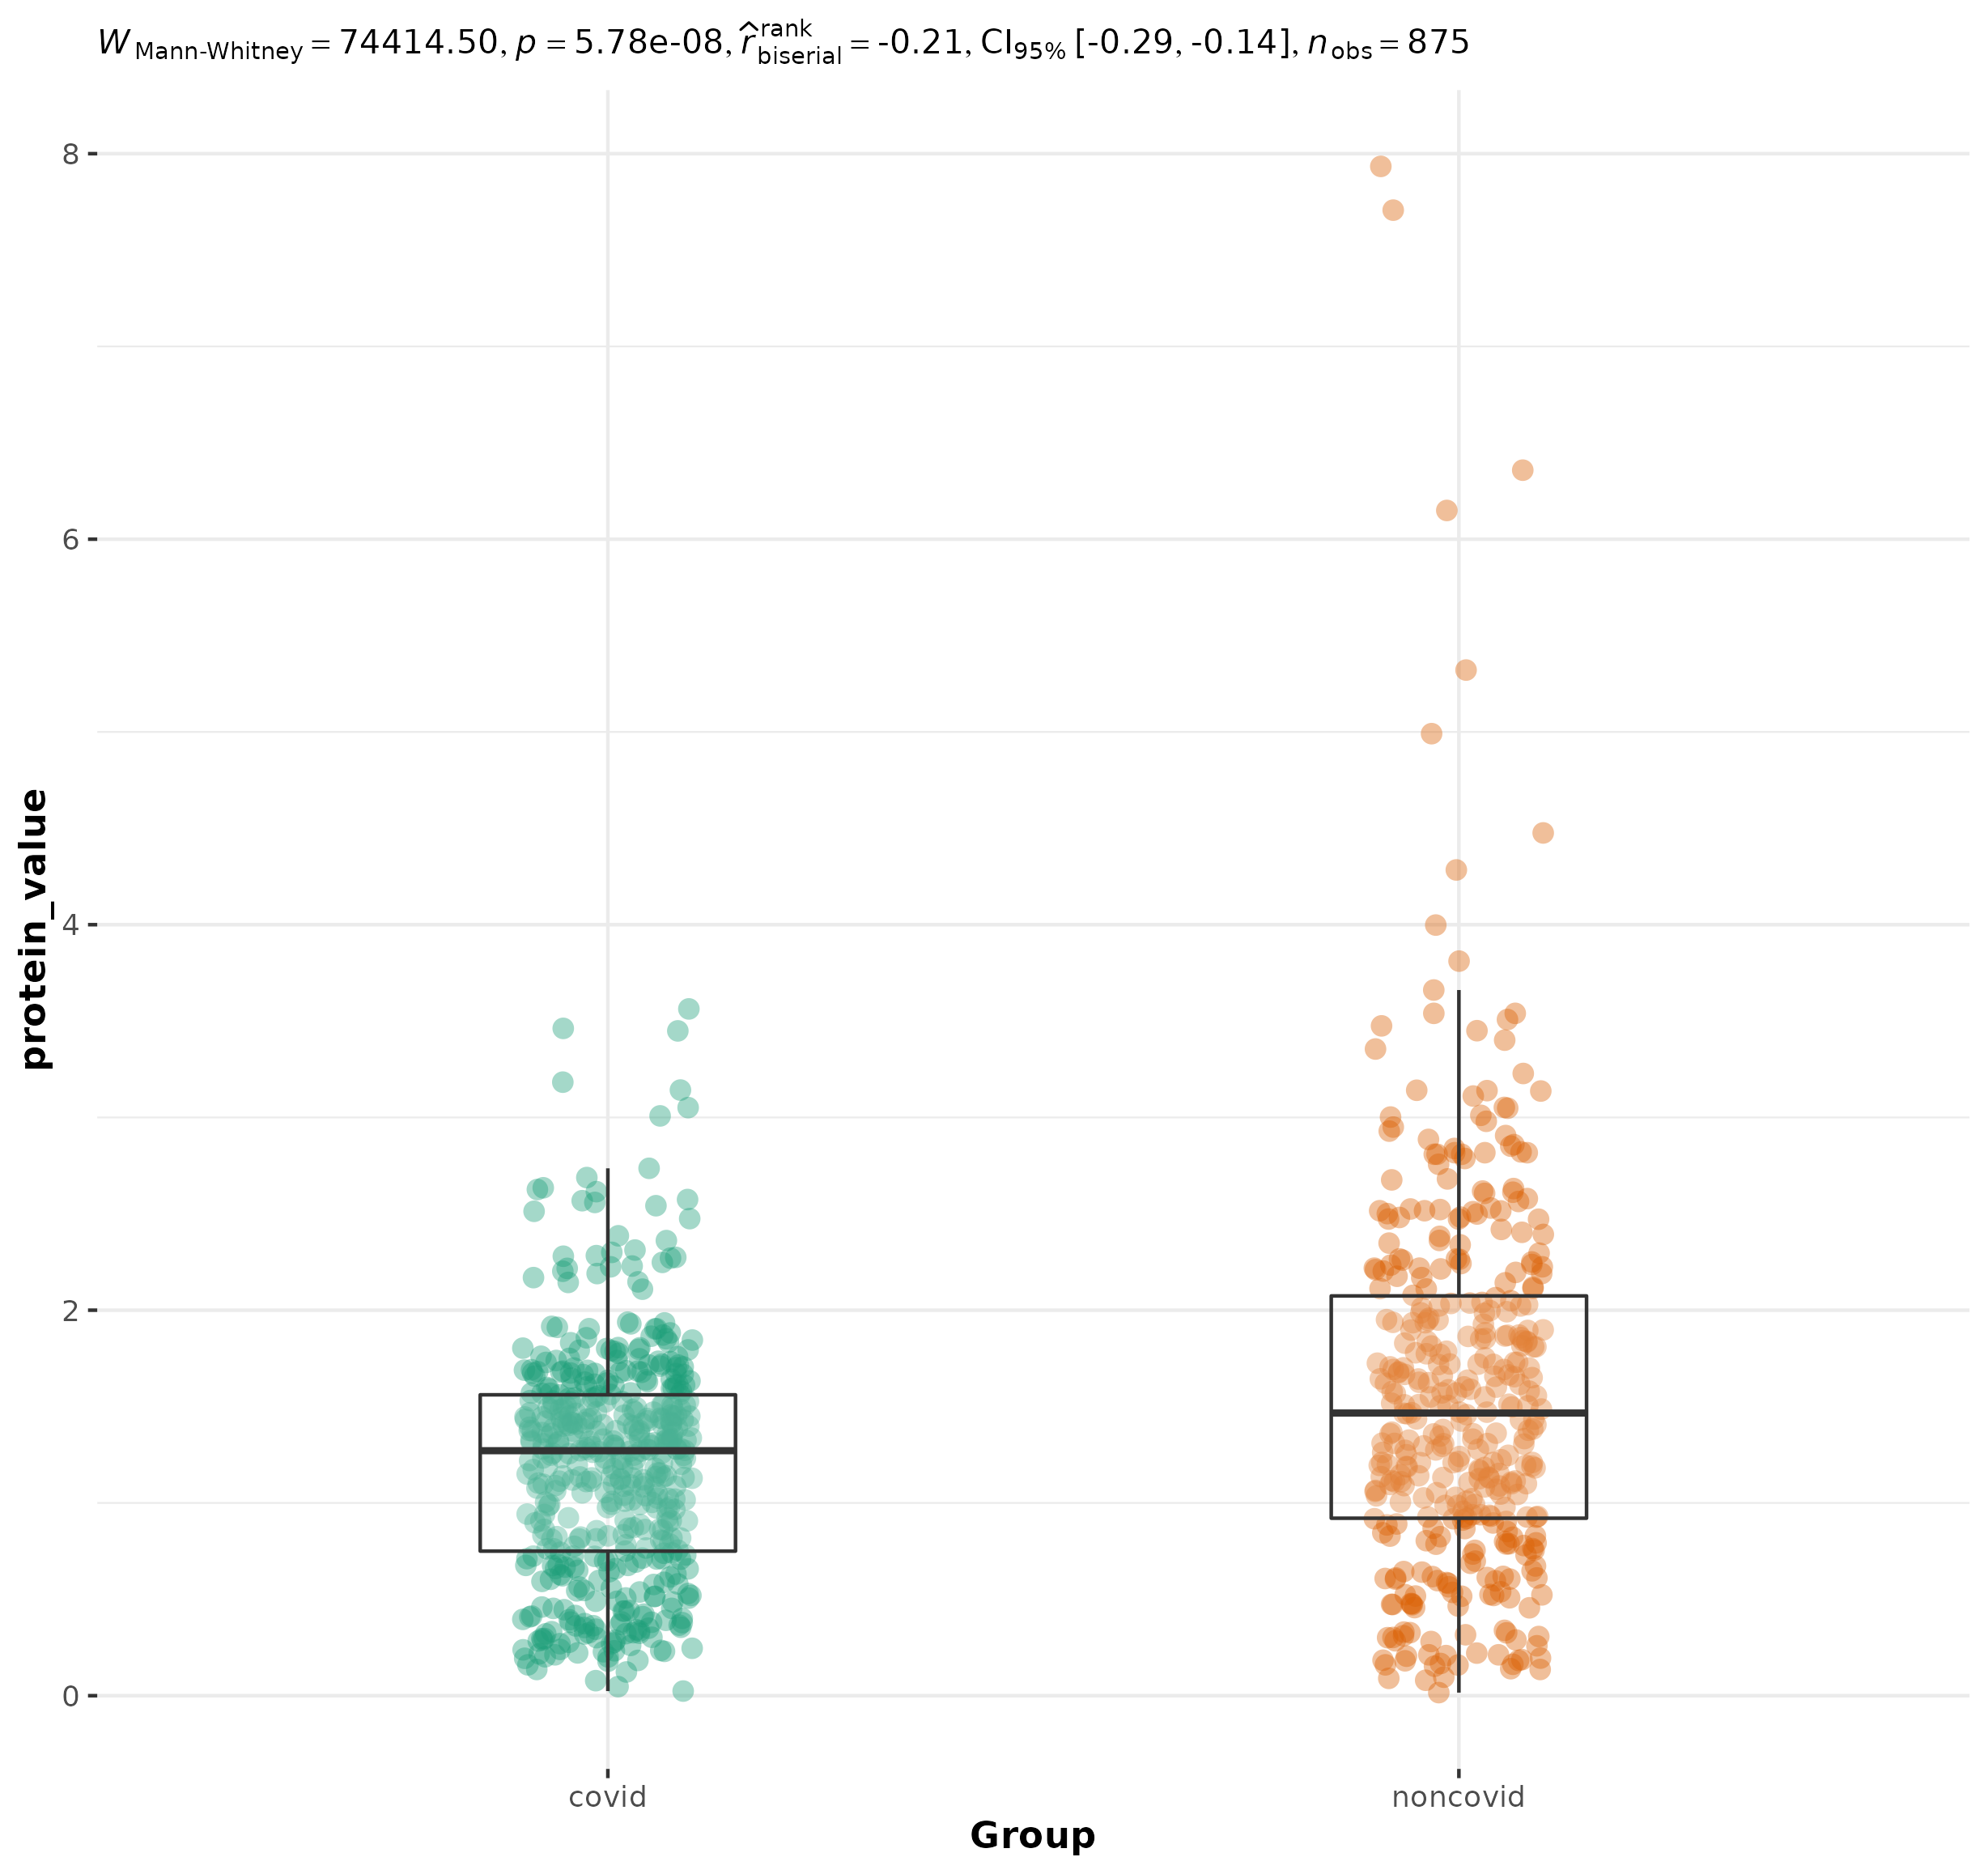 W Mann-Whitney = 74414.50, p = 5.78e-08, r̂ rank biserial = -0.21, CI95% [-0.29, -0.14], n obs = 875
8
6
4
2
0
protein_value
covid noncovid
Group